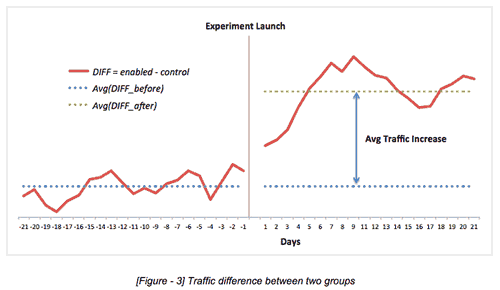 Experiment Launch
DIFF = enabled - control
Avg(DIFF_before)
Avg(DIFF_after)
Avg Traffic Increase
-21 -20 -19 -18 -17 -16 -15 -14 -13 -12 -11 -10 -9 -8 -7 -6 -5 -4 -3 -2 -1 1 2 3 4 5 6 7 8 9 11 12 13 14 15 16 17 18 19 20 21
Days
[Figure - 3] Traffic difference between two groups